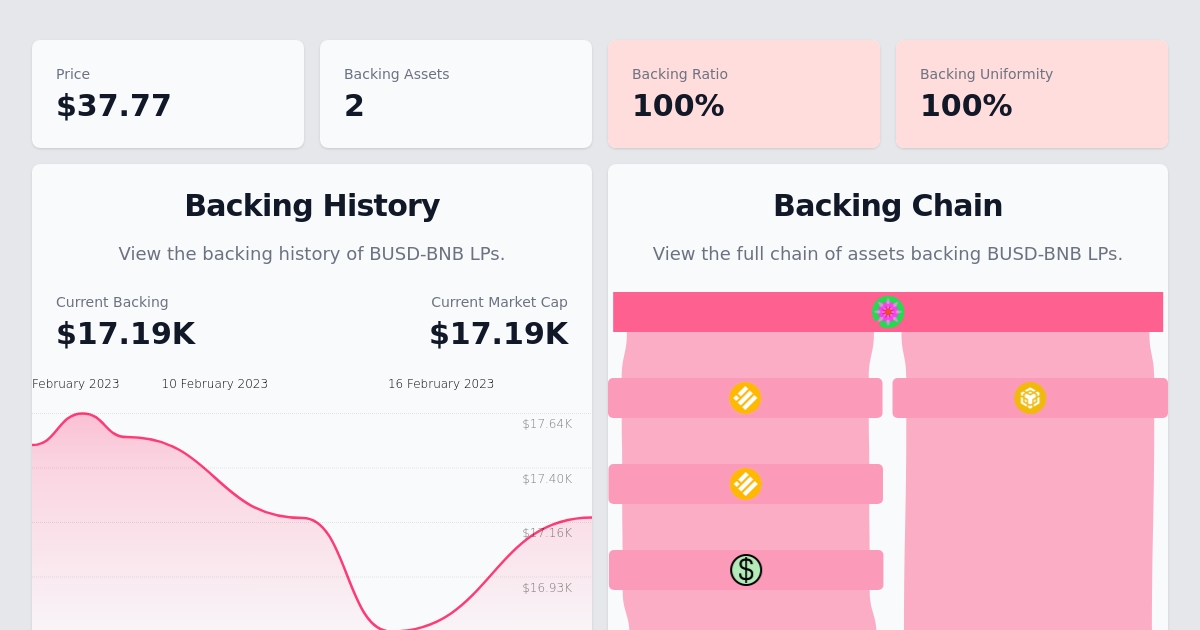 Price
$37.77
Backing Assets
2
Backing Ratio
100%
Backing Uniformity
100%
Backing History
View the backing history of BUSD-BNB LPs.
Current Backing
$17.19K
Current Market Cap
$17.19K
February 2023
10 February 2023
16 February 2023
$17.64K
$17.40K
$17.16K
$16.93K
Backing Chain
View the full chain of assets backing BUSD-BNB LPs.
$